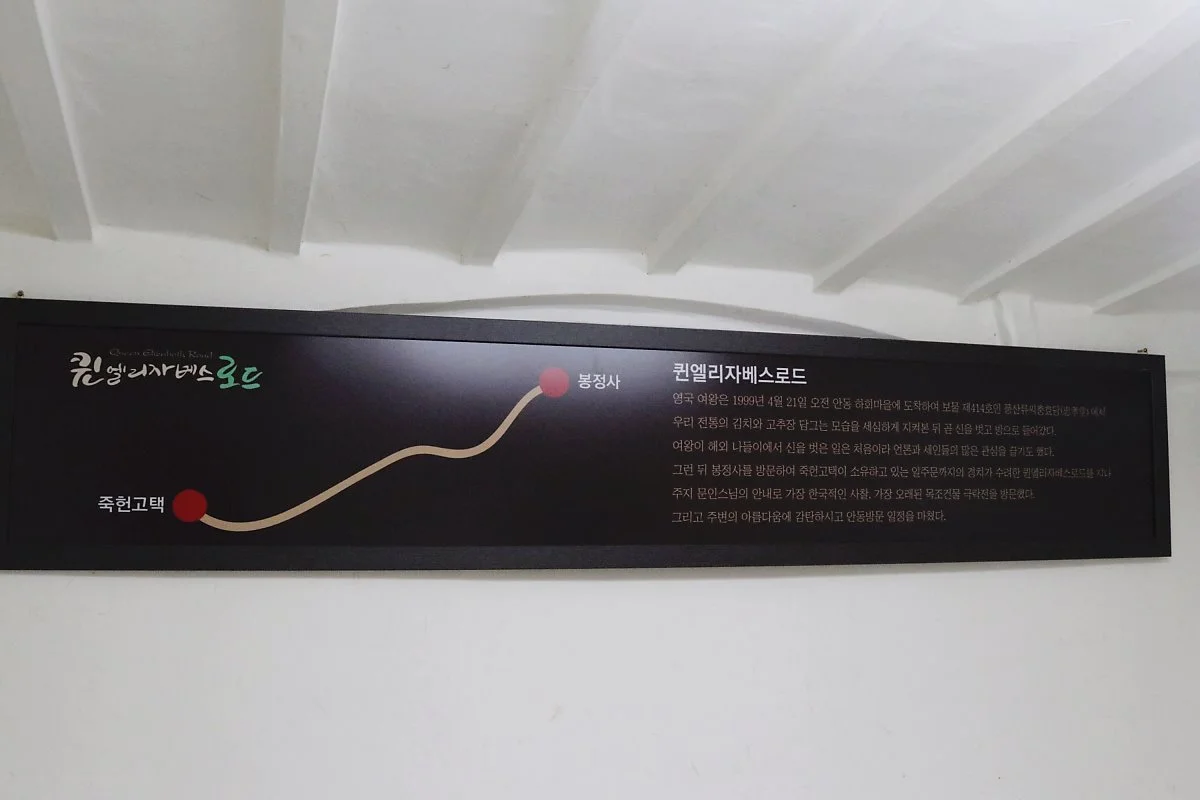 Queen Elizabeth Road
퀸엘리자베스로드
봉정사
죽헌고택
퀸엘리자베스로드
영국 여왕은 1999년 4월 21일 오전 안동 하회마을에 도착하여 보물 제414호인 풍산류씨충효당(忠孝堂)에서
우리 전통의 김치와 고추장 담그는 모습을 세심하게 지켜본 뒤 곧 신을 벗고 방으로 들어갔다.
여왕이 해외 나들이에서 신을 벗은 일은 처음이라 언론과 세인들의 많은 관심을 끌기도 했다.
그런 뒤 봉정사를 방문하여 죽헌고택이 소유하고 있는 일주문까지의 경치가 수려한 퀸엘리자베스로드를 지나
주지 문인스님의 안내로 가장 한국적인 사찰, 가장 오래된 목조건물 극락전을 방문했다.
그리고 주변의 아름다움에 감탄하시고 안동방문 일정을 마쳤다.